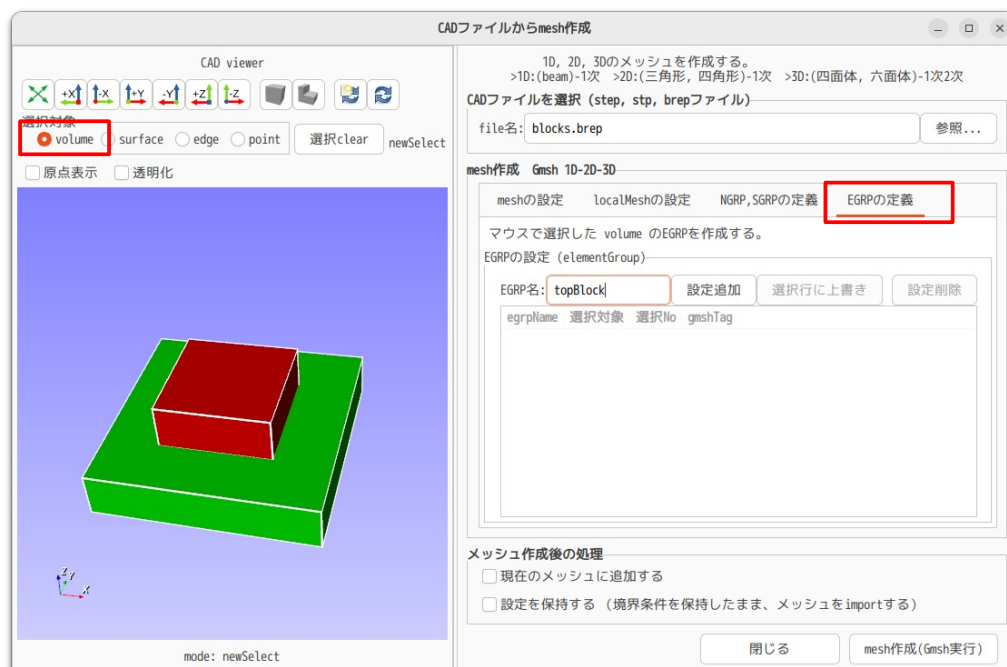 CADファイルからmesh作成
CAD viewer
+X -X +Y -Y +Z -Z
選択対象
volume surface edge point 選択clear newSelect
原点表示 透明化
Z Y X
mode: newSelect
1D, 2D, 3Dのメッシュを作成する。
>1D:(beam)-1次 >2D:(三角形, 四角形)-1次 >3D:(四面体, 六面体)-1次2次
CADファイルを選択 (step, stp, brepファイル)
file名: blocks.brep 参照...
mesh作成 Gmsh 1D-2D-3D
meshの設定 localMeshの設定 NGRP,SGRPの定義 EGRPの定義
マウスで選択した volume のEGRPを作成する。
EGRPの設定 (elementGroup)
EGRP名: topBlock 設定追加 選択行に上書き 設定削除
egrpName 選択対象 選択No gmshTag
メッシュ作成後の処理
現在のメッシュに追加する
設定を保持する (境界条件を保持したまま、メッシュをimportする)
閉じる mesh作成(Gmsh実行)